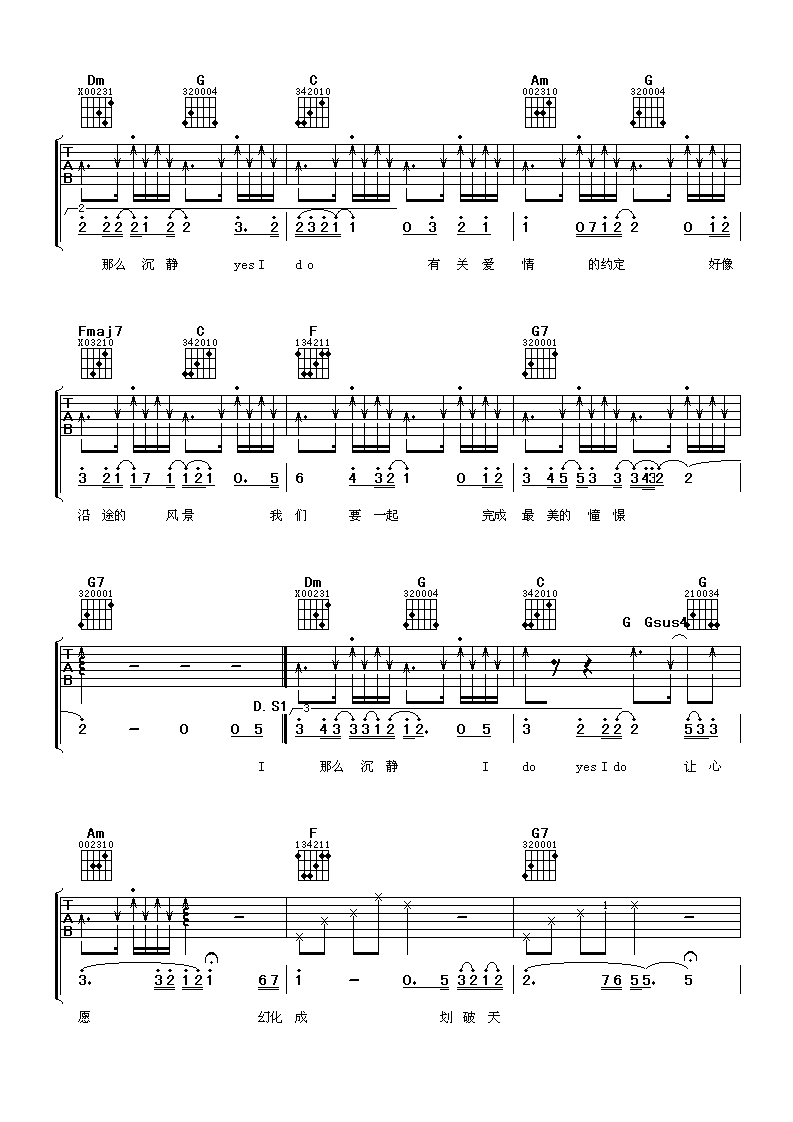 Dm G C Am G
X00231 320004 342010 002310 320004
T
A
B
2
2 2 2 2 1 2 2 3. 2 2 3 2 1 1 0 3 2 1 1 0 7 1 2 2 0 1 2
那么 沉 静 yes I do 有 关 爱 情 的约定 好像
Fmaj7 C F G7
X03210 342010 134211 320001
T
A
B
3 2 1 1 7 1 1 2 1 0. 5 6 4 3 2 1 0 1 2 3 4 5 5 3 3 3 4 3 2 2
沿 途的 风景 我 们 要 一起 完成 最 美的 憧 憬
G7 Dm G C G
320001 X00231 320004 342010 210034
G Gsus4
T
A
B
D.S1 3
2 - 0 0 5 3 4 3 3 3 1 2 1 2. 0 5 3 2 2 2 2 5 3 3
I 那么 沉 静 I do yes I do 让 心
Am F G7
002310 134211 320001
T
A
B
1
3. 3 2 1 2 1 6 7 1 - 0. 5 3 2 1 2 2. 7 6 5 5. 5
愿 幻化 成 划 破 天